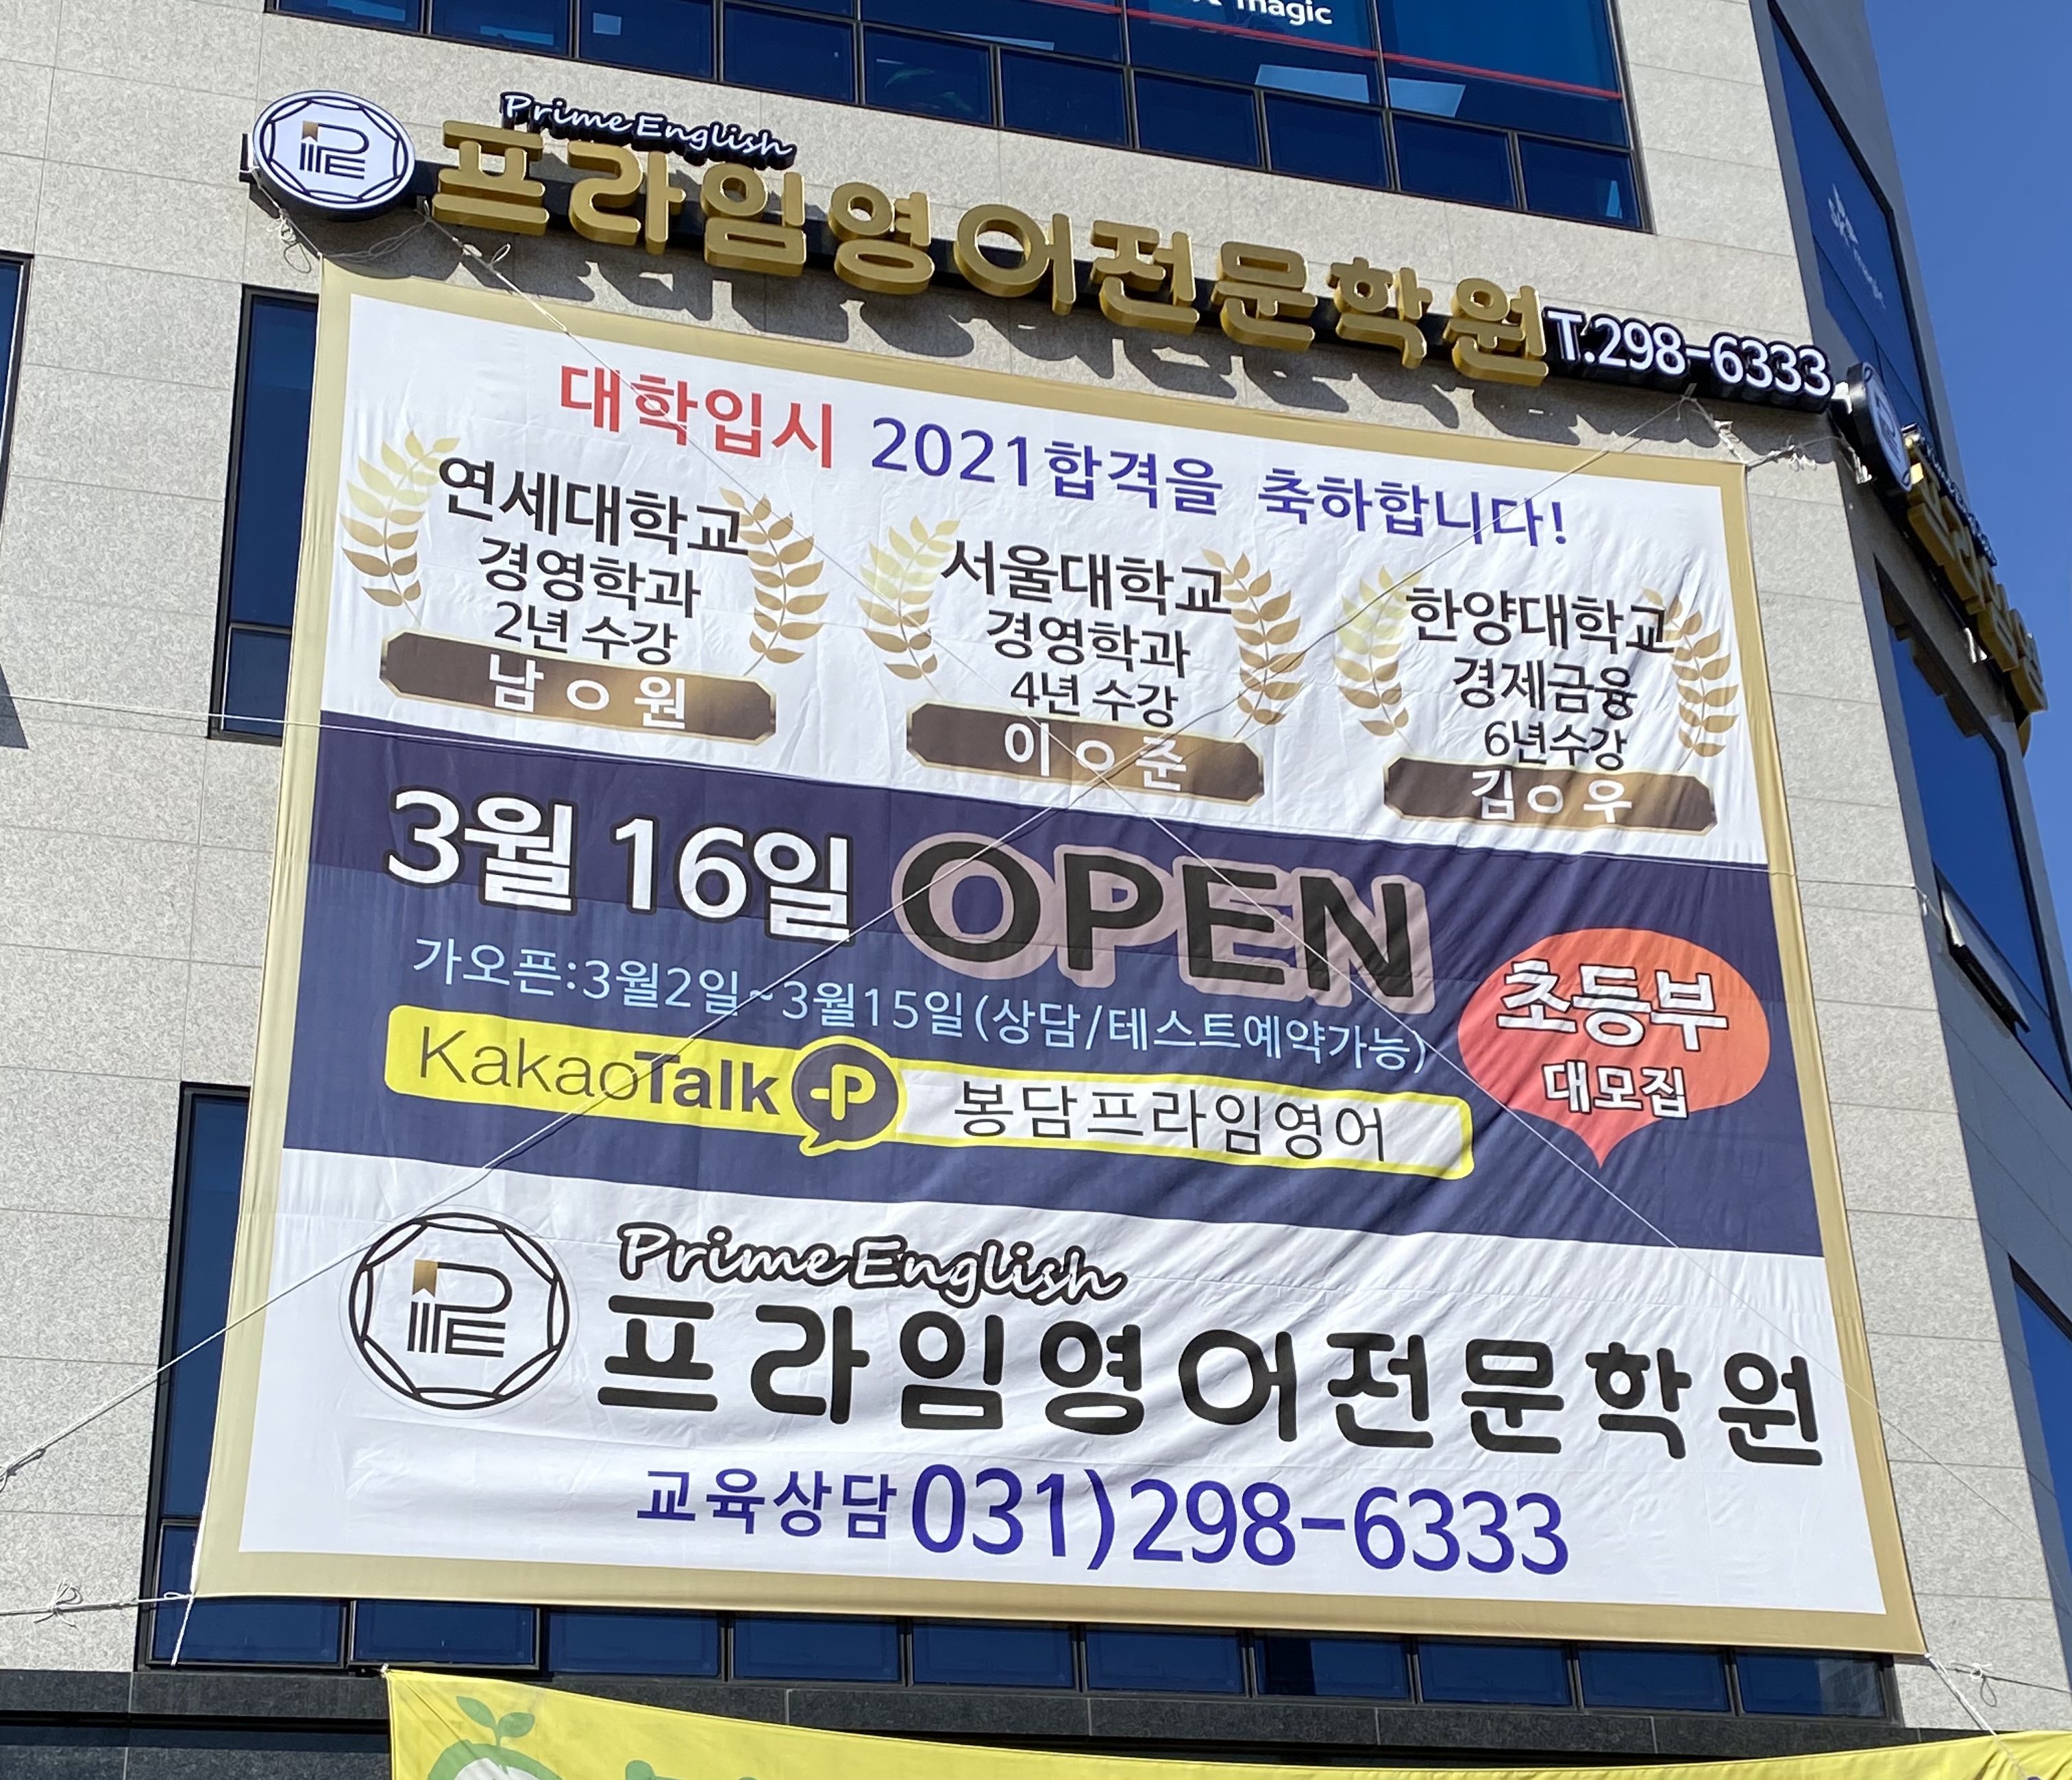 magic
Prime English
프라임영어전문학원
T.298-6333
대학입시 2021합격을 축하합니다!
연세대학교
경영학과
2년 수강
남 ㅇ 원
서울대학교
경영학과
4년 수강
이 ㅇ 준
한양대학교
경제금융
6년수강
김 ㅇ 우
3월 16일 OPEN
가오픈:3월2일~3월15일(상담/테스트예약가능)
초등부
대모집
KakaoTalk P 봉담프라임영어
PE
Prime English
프라임영어전문학원
교육상담 031)298-6333